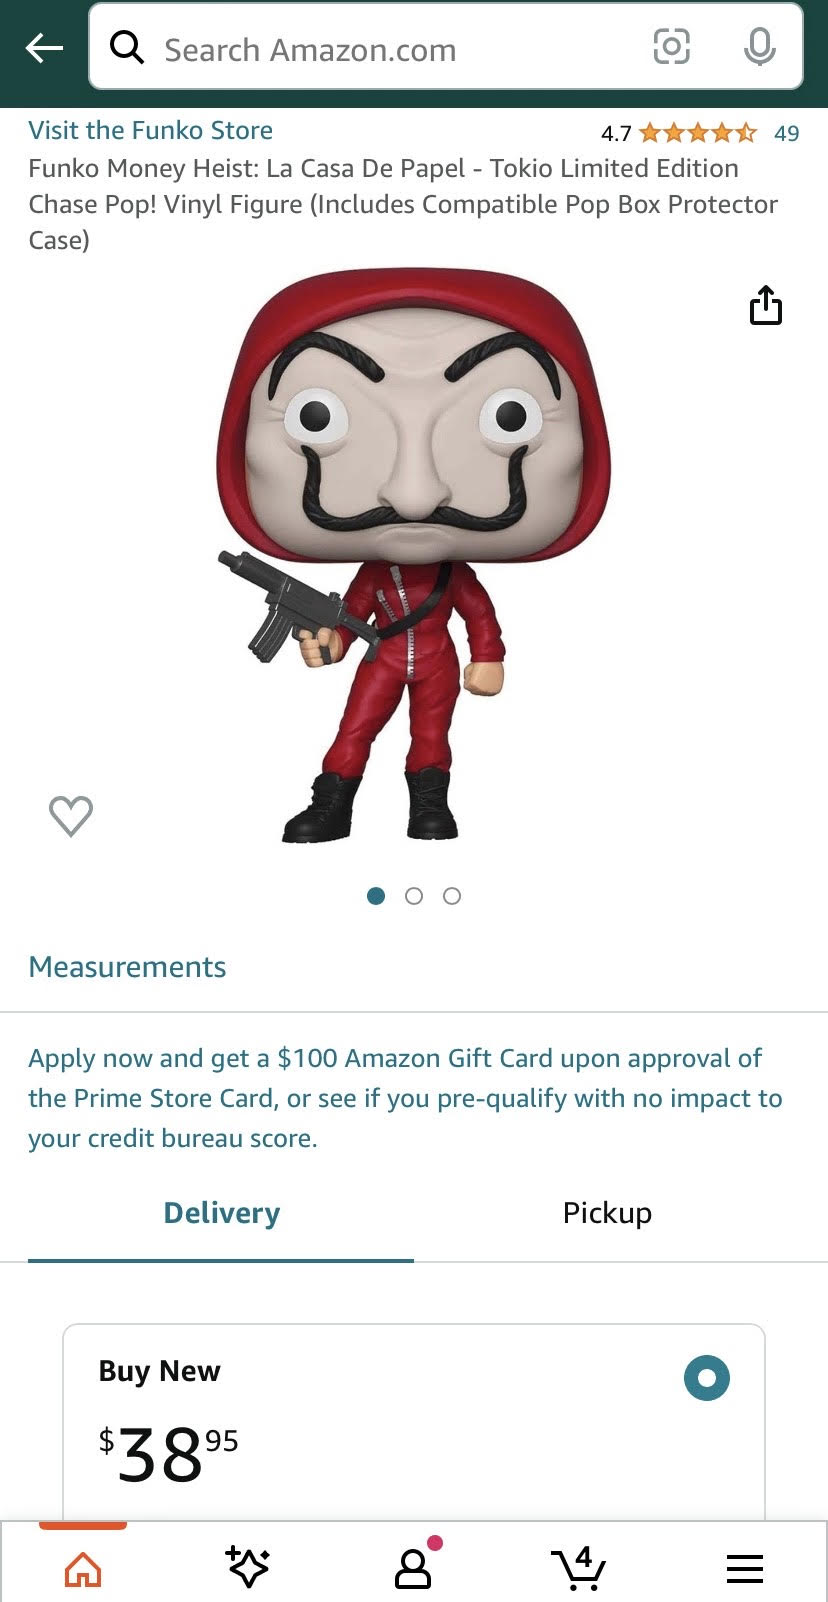 Search Amazon.com
Visit the Funko Store
4.7 49
Funko Money Heist: La Casa De Papel - Tokio Limited Edition
Chase Pop! Vinyl Figure (Includes Compatible Pop Box Protector
Case)
Measurements
Apply now and get a $100 Amazon Gift Card upon approval of
the Prime Store Card, or see if you pre-qualify with no impact to
your credit bureau score.
Delivery Pickup
Buy New
$38 95
4